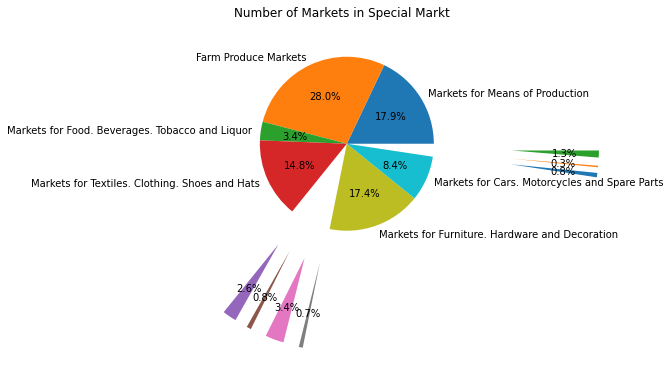 Number of Markets in Special Markt
Farm Produce Markets
28.0%
Markets for Means of Production
17.9%
Markets for Food. Beverages. Tobacco and Liquor
3.4%
1.3%
0.3%
0.8%
14.8%
8.4%
Markets for Textiles. Clothing. Shoes and Hats
Markets for Cars. Motorcycles and Spare Parts
17.4%
Markets for Furniture. Hardware and Decoration
2.6%
0.8%
3.4%
0.7%